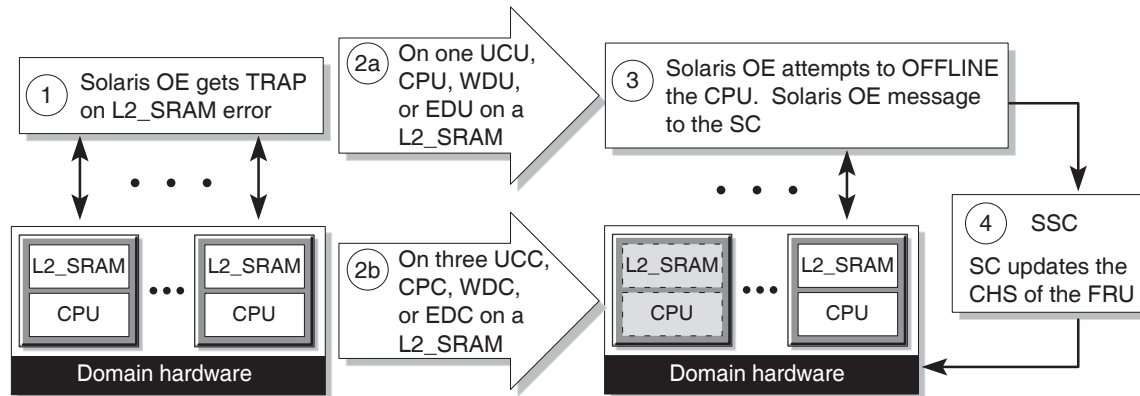 1
Solaris OE gets TRAP
on L2_SRAM error
2a
On one UCU,
CPU, WDU,
or EDU on a
L2_SRAM
3
Solaris OE attempts to OFFLINE
the CPU.  Solaris OE message
to the SC
4
SSC
SC updates the
CHS of the FRU
L2_SRAM
CPU
L2_SRAM
CPU
Domain hardware
2b
On three UCC,
CPC, WDC,
or EDC on a
L2_SRAM
L2_SRAM
CPU
L2_SRAM
CPU
Domain hardware